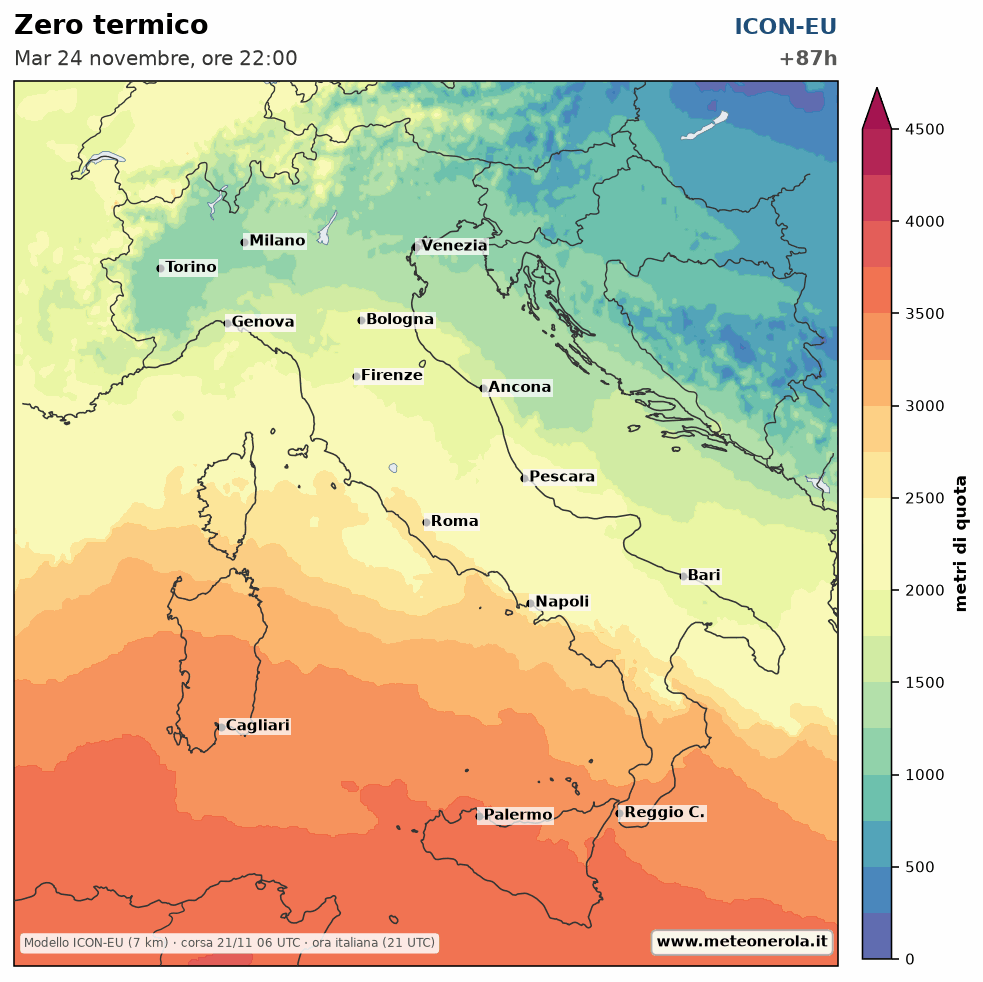 Zero termico
ICON-EU
Mar 24 novembre, ore 22:00
+87h
Milano
Venezia
Torino
Genova
Bologna
Firenze
Ancona
Pescara
Roma
Bari
Napoli
Cagliari
Palermo
Reggio C.
4500
4000
3500
3000
2500
2000
1500
1000
500
0
metri di quota
Modello ICON-EU (7 km) · corsa 21/11 06 UTC · ora italiana (21 UTC)
www.meteonerola.it